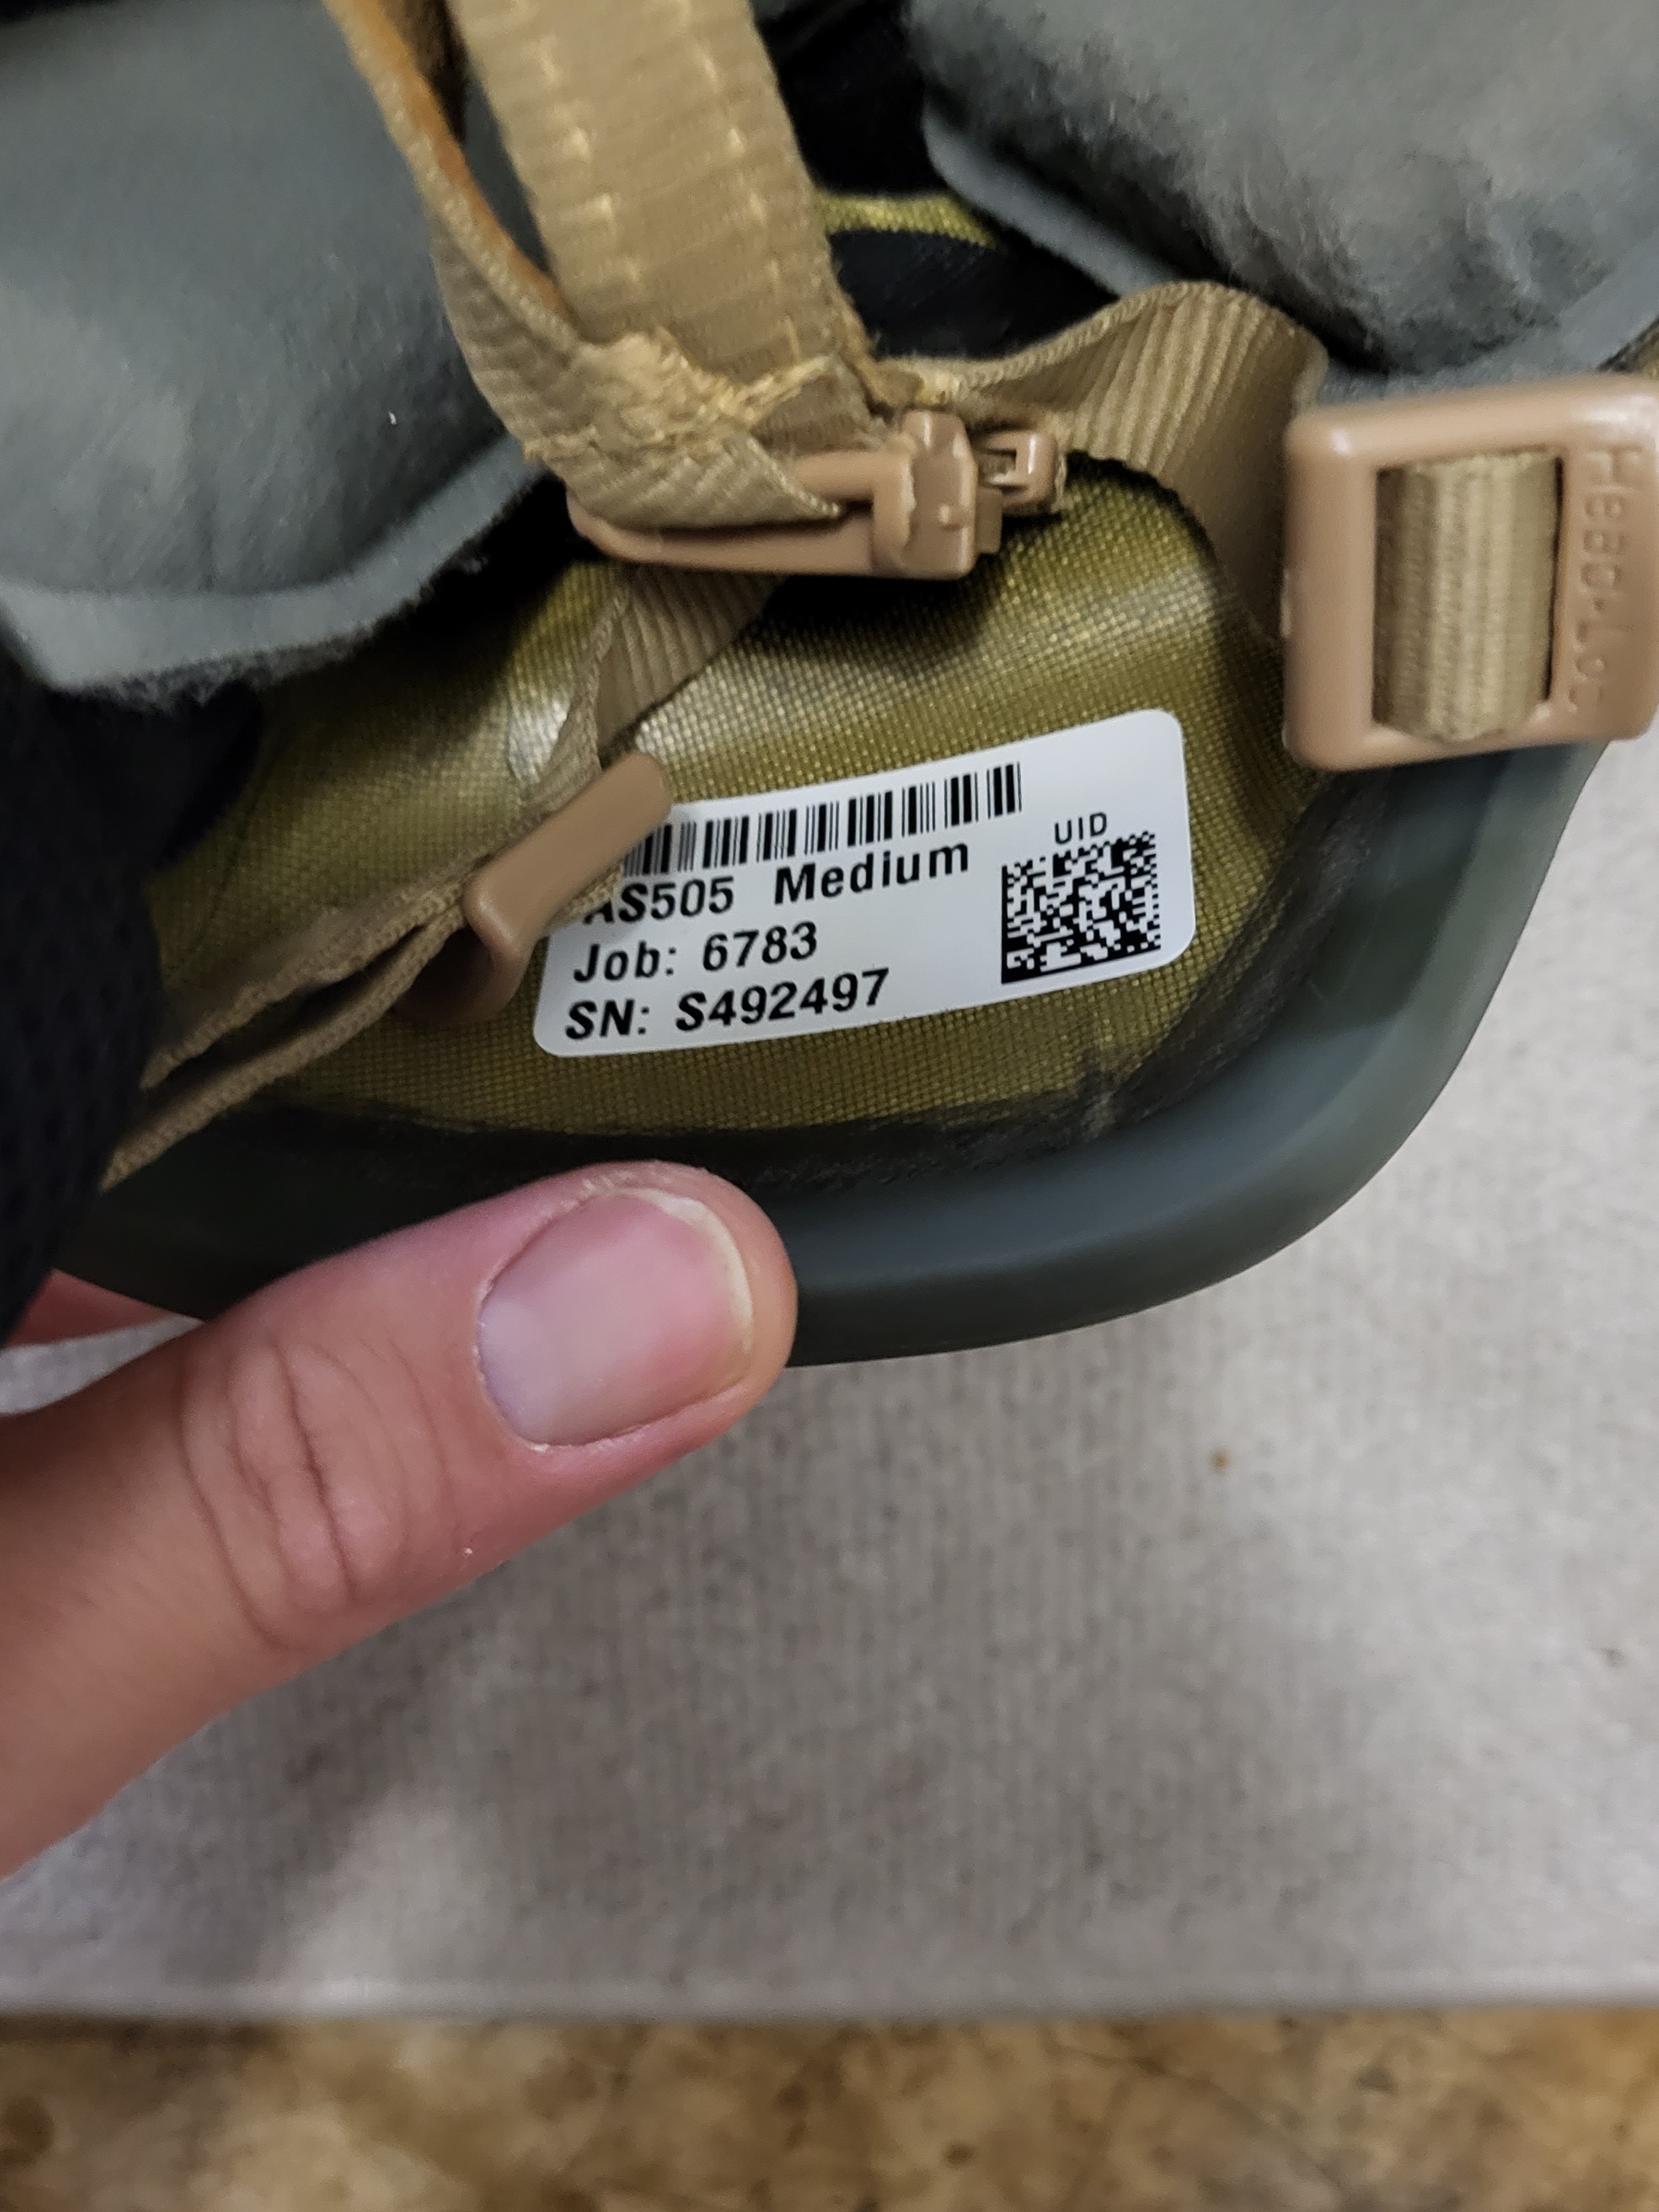 UID
AS505 Medium
Job: 6783
SN: S492497